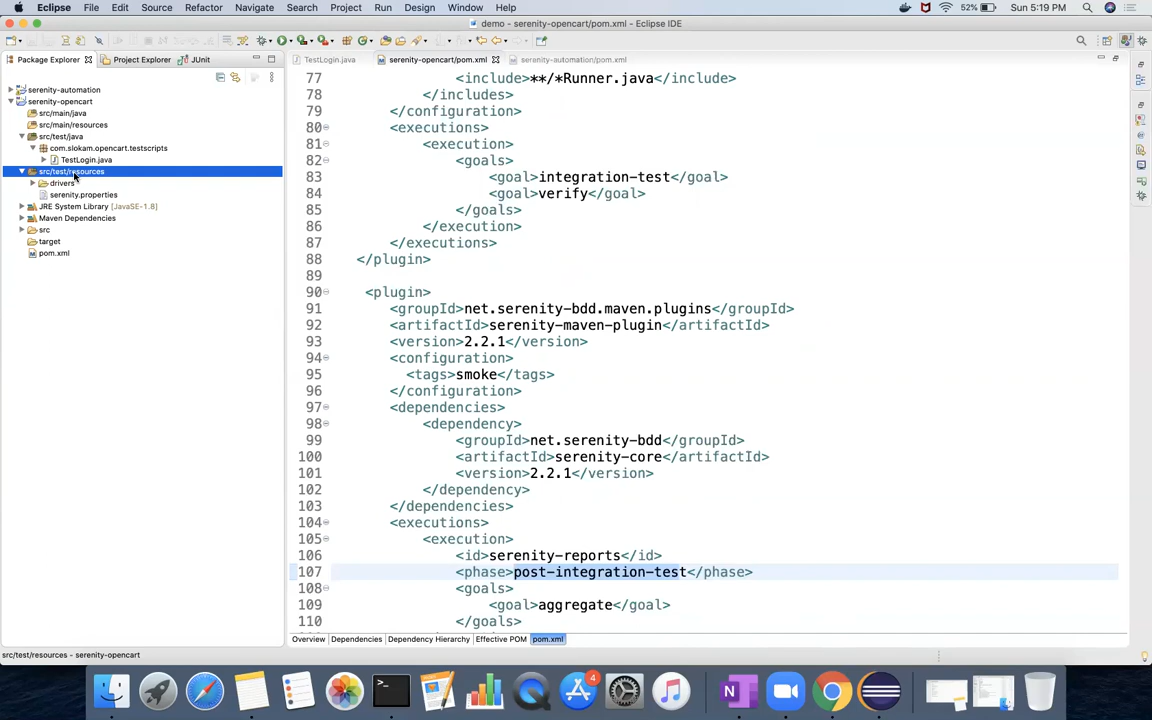 Eclipse File Edit Source Refactor Navigate Search Project Run Design Window Help 52% Sun 5:19 PM
demo - serenity-opencart/pom.xml - Eclipse IDE
Package Explorer Project Explorer JUnit
TestLogin.java serenity-opencart/pom.xml serenity-automation/pom.xml
serenity-automation
serenity-opencart
src/main/java
src/main/resources
src/test/java
com.slokam.opencart.testscripts
TestLogin.java
src/test/resources
drivers
serenity.properties
JRE System Library [JavaSE-1.8]
Maven Dependencies
src
target
pom.xml
77 <include>**/*Runner.java</include>
78 </includes>
79 </configuration>
80 <executions>
81 <execution>
82 <goals>
83 <goal>integration-test</goal>
84 <goal>verify</goal>
85 </goals>
86 </execution>
87 </executions>
88 </plugin>
89
90 <plugin>
91 <groupId>net.serenity-bdd.maven.plugins</groupId>
92 <artifactId>serenity-maven-plugin</artifactId>
93 <version>2.2.1</version>
94 <configuration>
95 <tags>smoke</tags>
96 </configuration>
97 <dependencies>
98 <dependency>
99 <groupId>net.serenity-bdd</groupId>
100 <artifactId>serenity-core</artifactId>
101 <version>2.2.1</version>
102 </dependency>
103 </dependencies>
104 <executions>
105 <execution>
106 <id>serenity-reports</id>
107 <phase>post-integration-test</phase>
108 <goals>
109 <goal>aggregate</goal>
110 </goals>
Overview Dependencies Dependency Hierarchy Effective POM pom.xml
src/test/resources - serenity-opencart
4